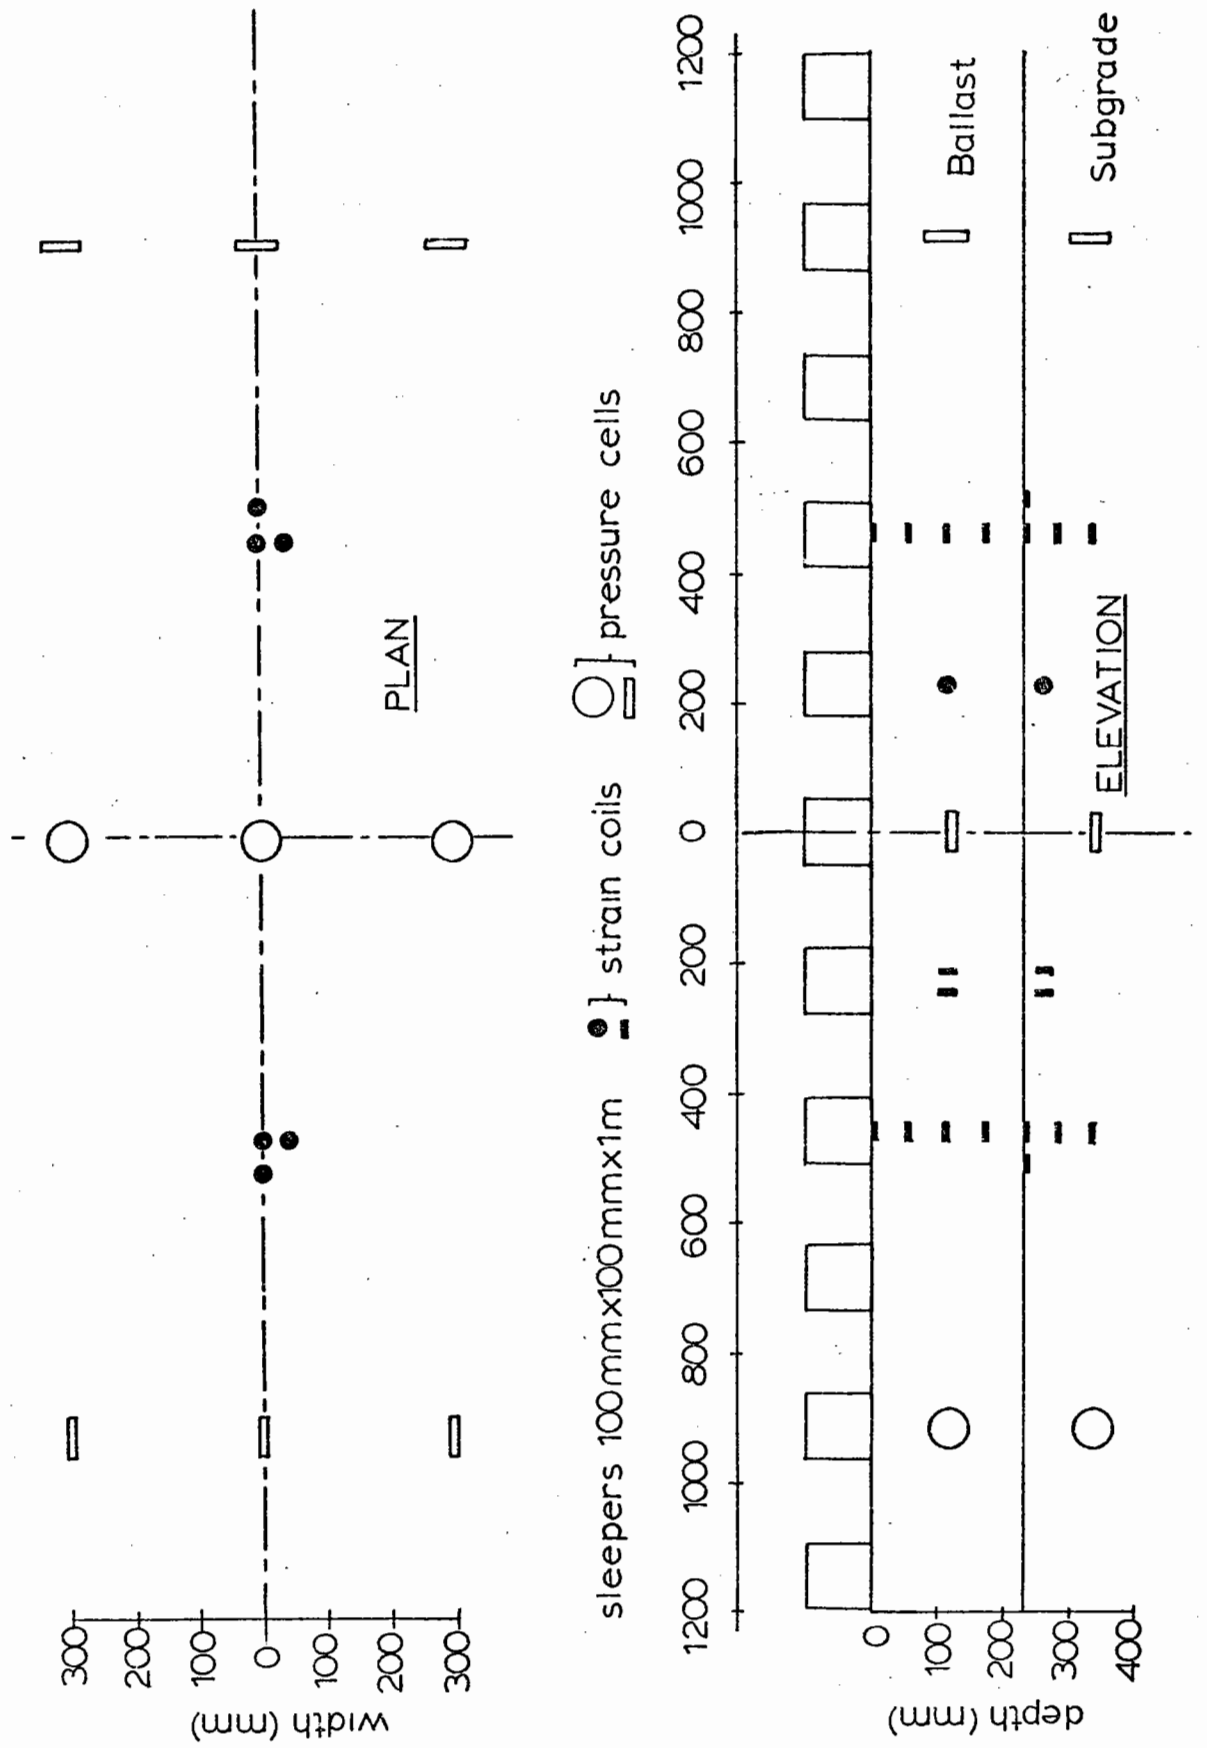 300
200
100
0
100
200
300
width (mm)
PLAN
sleepers 100mmx100mmx1m
} strain coils
} pressure cells
1200 1000 800 600 400 200 0 200 400 600 800 1000 1200
0
100
200
300
400
depth (mm)
Ballast
Subgrade
ELEVATION